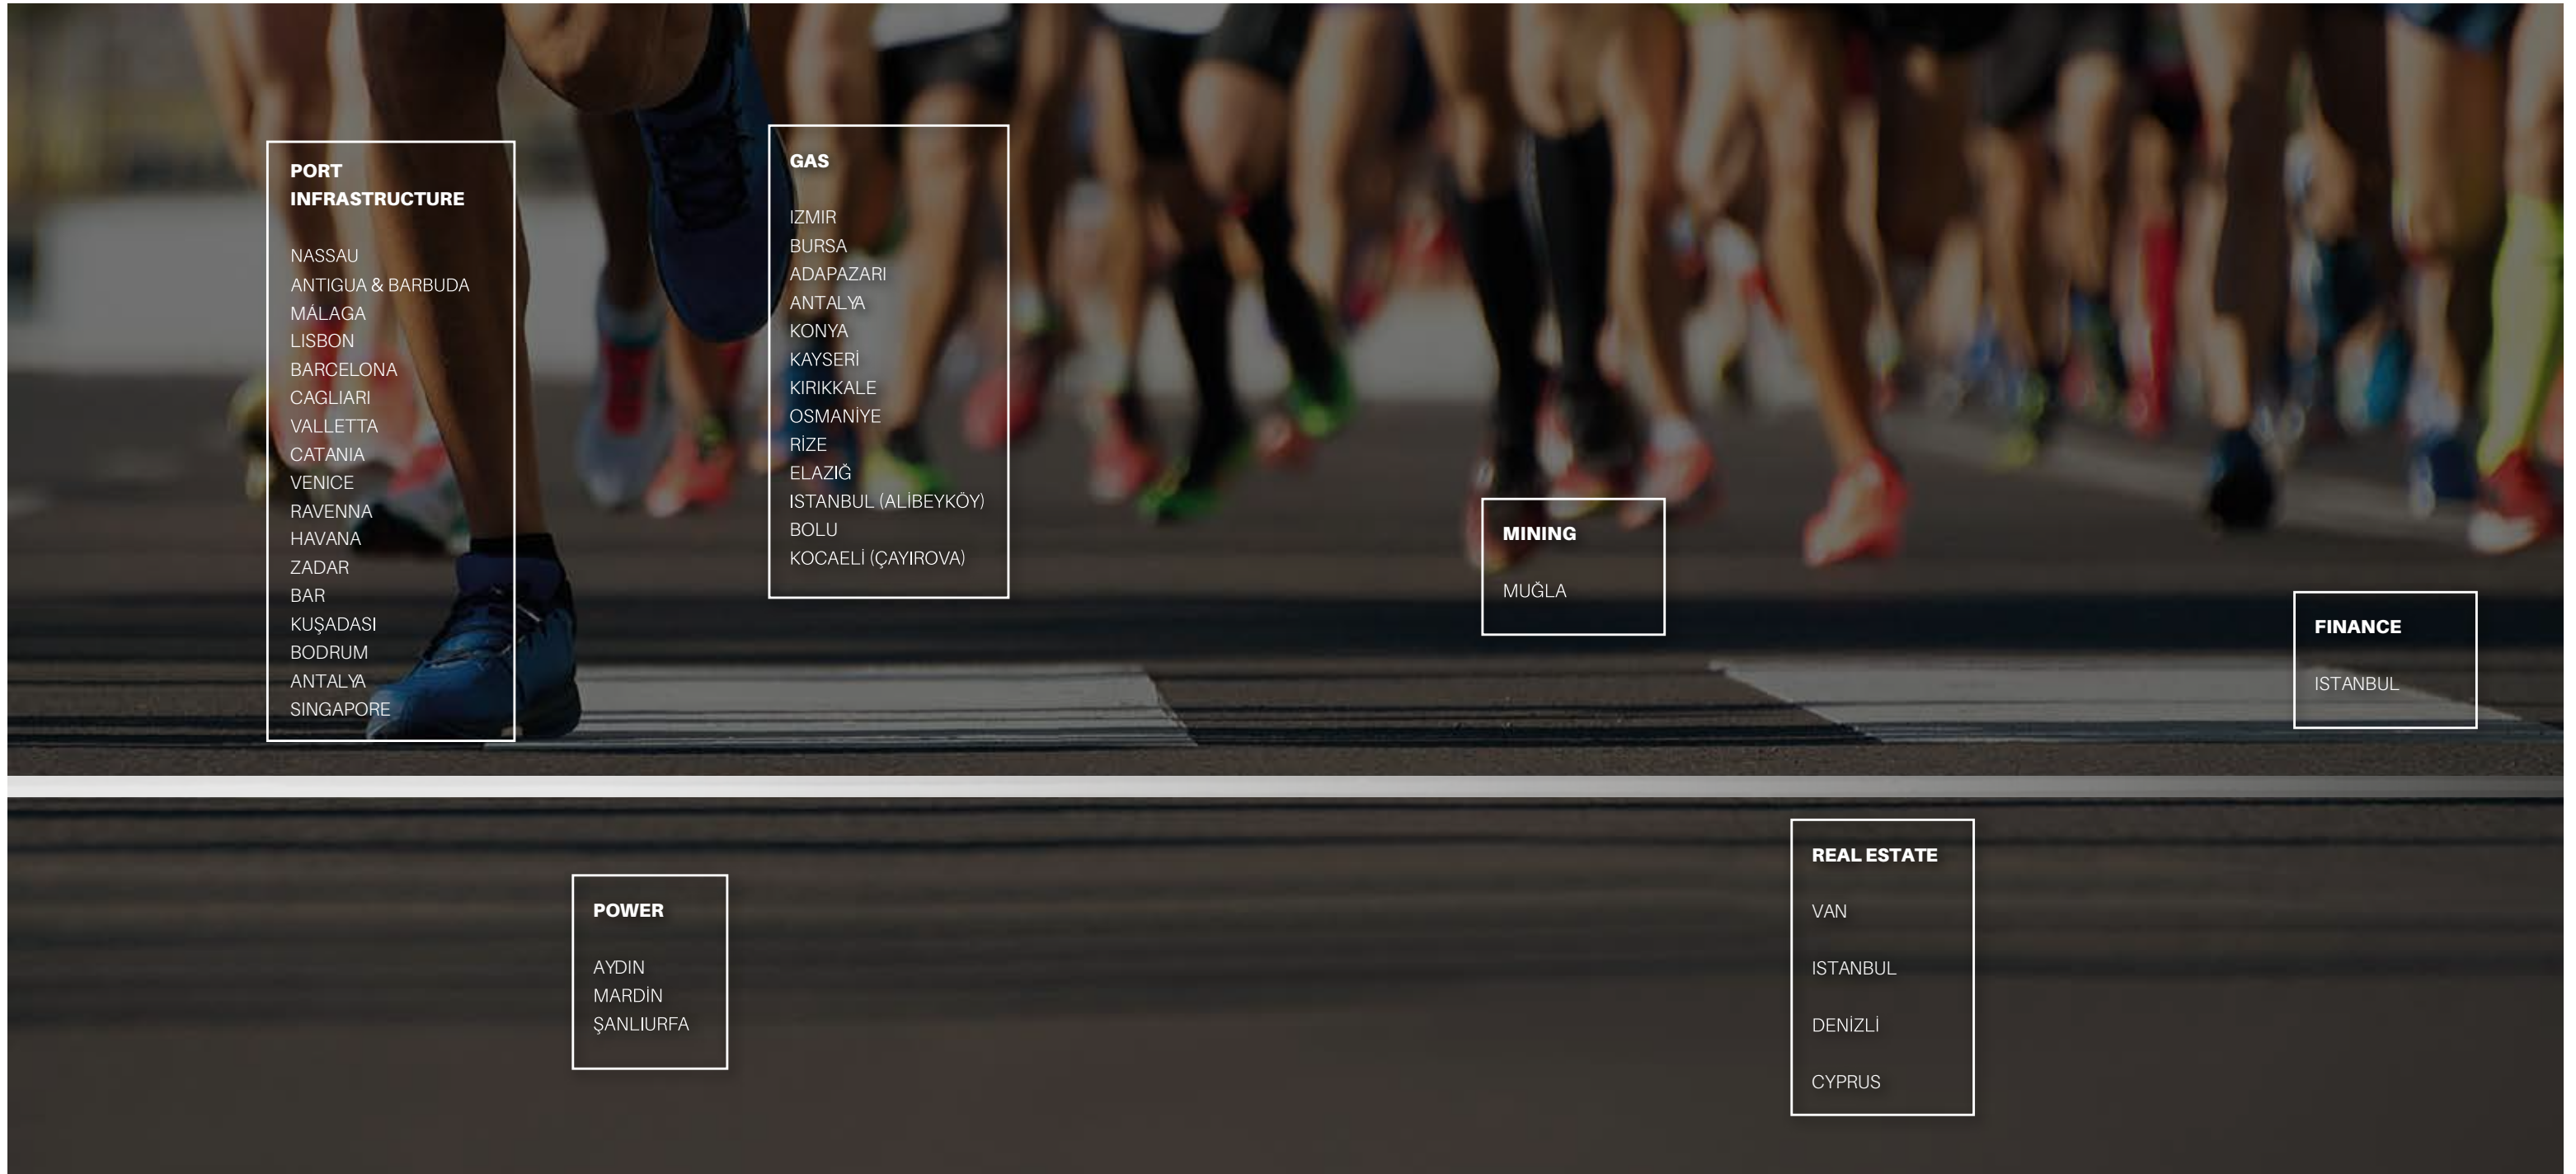 PORT
INFRASTRUCTURE
NASSAU
ANTIGUA & BARBUDA
MÁLAGA
LISBON
BARCELONA
CAGLIARI
VALLETTA
CATANIA
VENICE
RAVENNA
HAVANA
ZADAR
BAR
KUŞADASI
BODRUM
ANTALYA
SINGAPORE
GAS
IZMIR
BURSA
ADAPAZARI
ANTALYA
KONYA
KAYSERİ
KIRIKKALE
OSMANİYE
RİZE
ELAZIĞ
ISTANBUL (ALİBEYKÖY)
BOLU
KOCAELİ (ÇAYIROVA)
MINING
MUĞLA
FINANCE
ISTANBUL
POWER
AYDIN
MARDİN
ŞANLIURFA
REAL ESTATE
VAN
ISTANBUL
DENİZLİ
CYPRUS